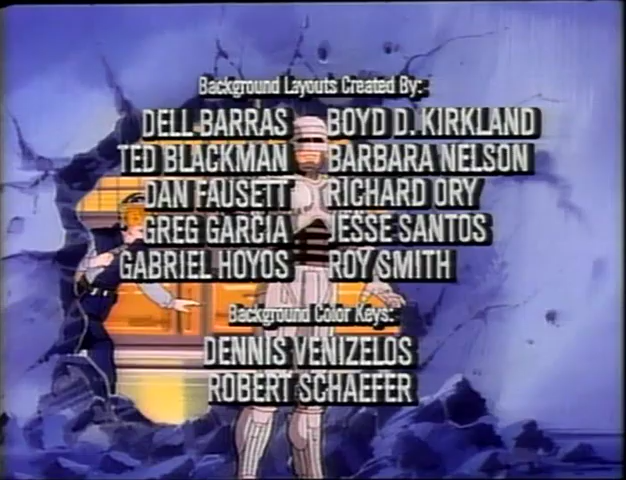 Background Layouts Created By:
DELL BARRAS BOYD D. KIRKLAND
TED BLACKMAN BARBARA NELSON
DAN FAUSETT RICHARD ORY
GREG GARCIA JESSE SANTOS
GABRIEL HOYOS ROY SMITH
Background Color Keys:
DENNIS VENIZELOS
ROBERT SCHAEFER